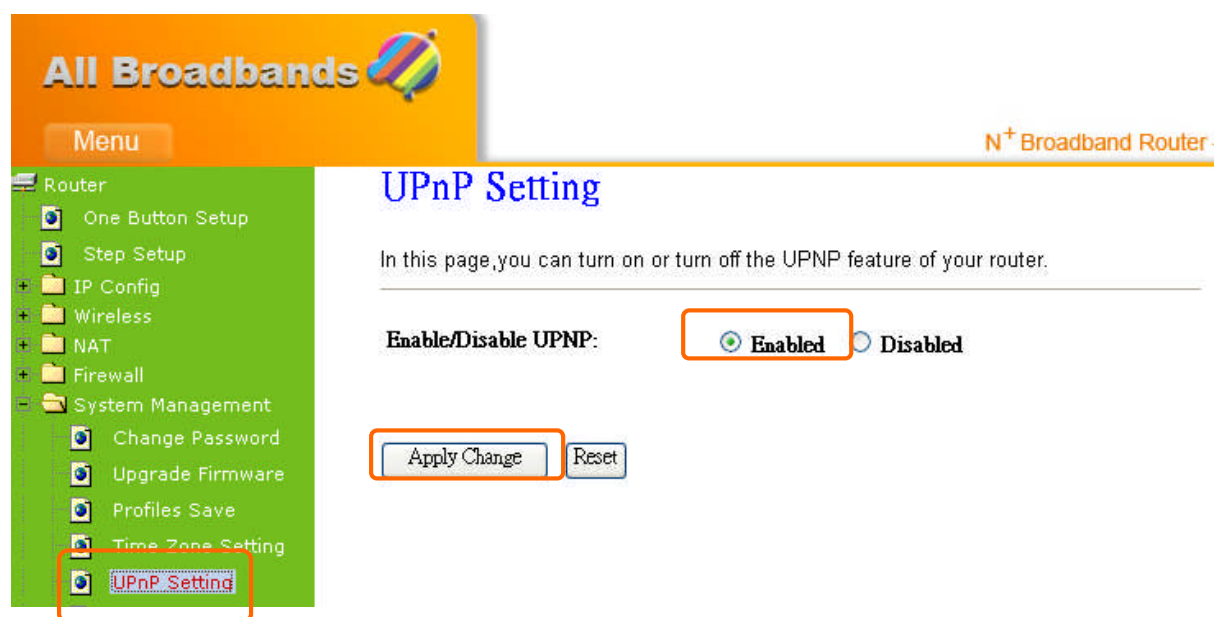 All Broadbands
Menu
N+ Broadband Router
Router
One Button Setup
Step Setup
IP Config
Wireless
NAT
Firewall
System Management
Change Password
Upgrade Firmware
Profiles Save
Time Zone Setting
UPnP Setting
UPnP Setting
In this page,you can turn on or turn off the UPNP feature of your router.
Enable/Disable UPNP: Enabled Disabled
Apply Change Reset